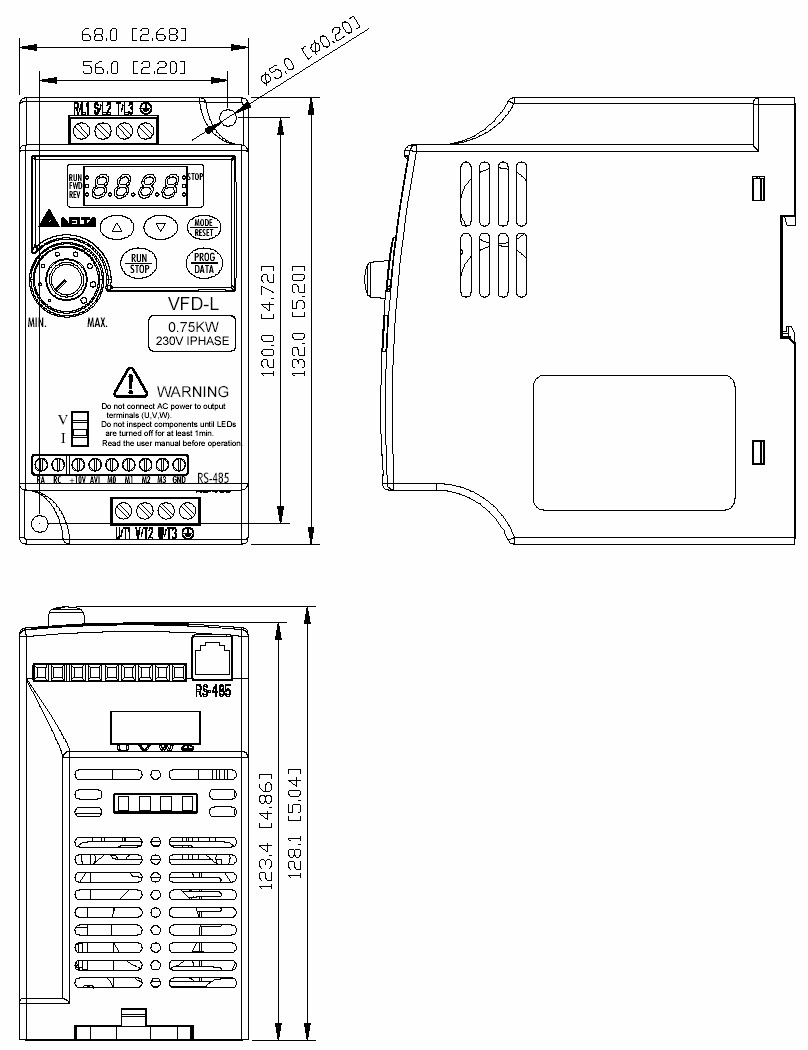 68.0 [2.68]
56.0 [2.20]
Ø5.0 [Ø0.20]
R/L1 S/L2 T/L3
RUN
FWD
REV
8.8.8.8
STOP
DELTA
MODE
RESET
RUN
STOP
PROG
DATA
MIN.
MAX.
VFD-L
0.75KW
230V IPHASE
WARNING
Do not connect AC power to output
terminals (U,V,W).
Do not inspect components until LEDs
are turned off for at least 1min.
Read the user manual before operation.
V
I
RA RC +10V AVI M0 M1 M2 M3 GND
RS-485
U/T1 V/T2 W/T3
120.0 [4.72]
132.0 [5.20]
RS-485
U V W
123.4 [4.86]
128.1 [5.04]